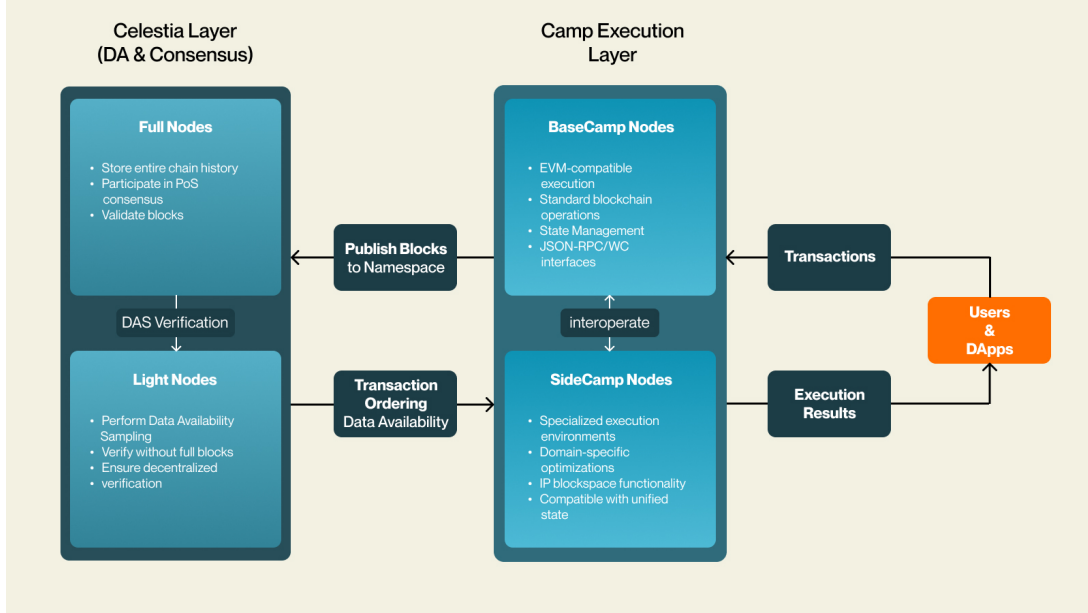 Celestia Layer
(DA & Consensus)
Full Nodes
• Store entire chain history
• Participate in PoS
consensus
• Validate blocks
DAS Verification
Light Nodes
• Perform Data Availability
Sampling
• Verify without full blocks
• Ensure decentralized
• verification
Publish Blocks
to Namespace
Transaction
Ordering
Data Availability
Camp Execution
Layer
BaseCamp Nodes
• EVM-compatible
execution
• Standard blockchain
operations
• State Management
• JSON-RPC/WC
interfaces
interoperate
SideCamp Nodes
• Specialized execution
environments
• Domain-specific
optimizations
• IP blockspace functionality
• Compatible with unified
state
Transactions
Users
&
DApps
Execution
Results